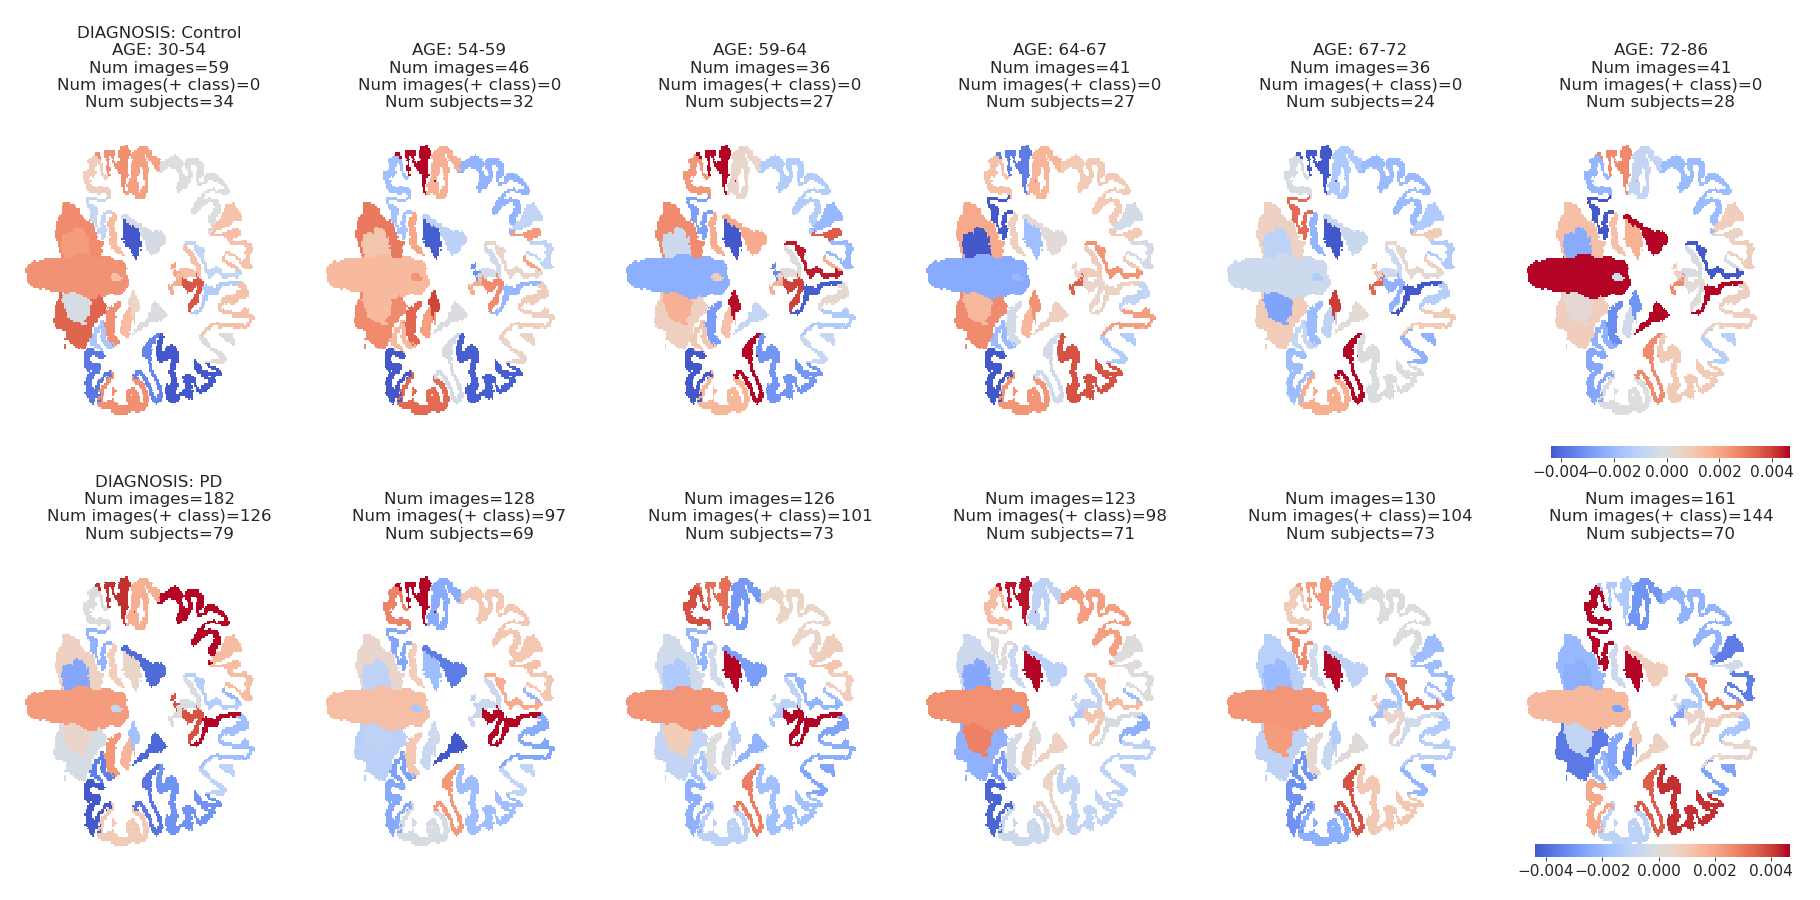 DIAGNOSIS: Control
AGE: 30-54
Num images=59
Num images(+ class)=0
Num subjects=34
AGE: 54-59
Num images=46
Num images(+ class)=0
Num subjects=32
AGE: 59-64
Num images=36
Num images(+ class)=0
Num subjects=27
AGE: 64-67
Num images=41
Num images(+ class)=0
Num subjects=27
AGE: 67-72
Num images=36
Num images(+ class)=0
Num subjects=24
AGE: 72-86
Num images=41
Num images(+ class)=0
Num subjects=28
−0.004 −0.002 0.000 0.002 0.004
DIAGNOSIS: PD
Num images=182
Num images(+ class)=126
Num subjects=79
Num images=128
Num images(+ class)=97
Num subjects=69
Num images=126
Num images(+ class)=101
Num subjects=73
Num images=123
Num images(+ class)=98
Num subjects=71
Num images=130
Num images(+ class)=104
Num subjects=73
Num images=161
Num images(+ class)=144
Num subjects=70
−0.004 −0.002 0.000 0.002 0.004